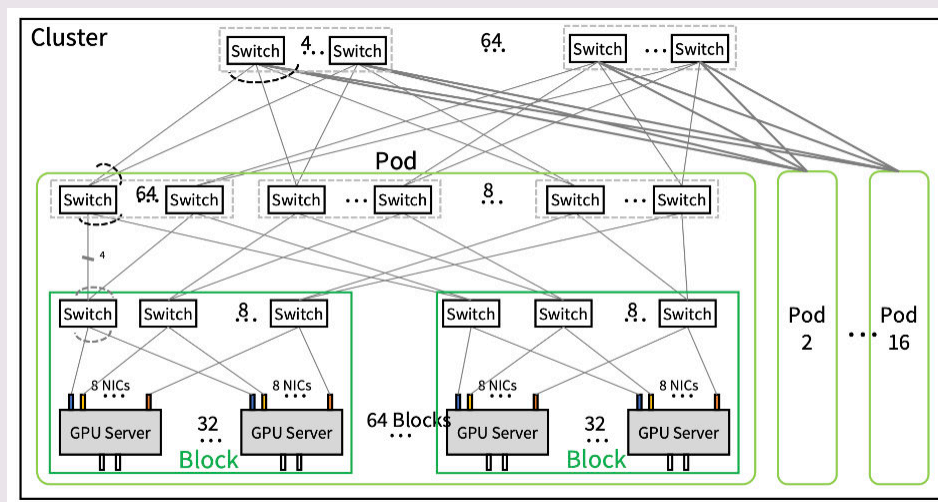 Cluster
Switch 4 ... Switch 64 ... Switch ... Switch
Pod
Switch 64 ... Switch Switch ... Switch 8 ... Switch ... Switch
4
Switch Switch 8 ... Switch Switch Switch 8 ... Switch
Pod 2 ... Pod 16
8 NICs ... 8 NICs ... 8 NICs ... 8 NICs ...
GPU Server 32 ... GPU Server 64 Blocks ... GPU Server 32 ... GPU Server
Block Block